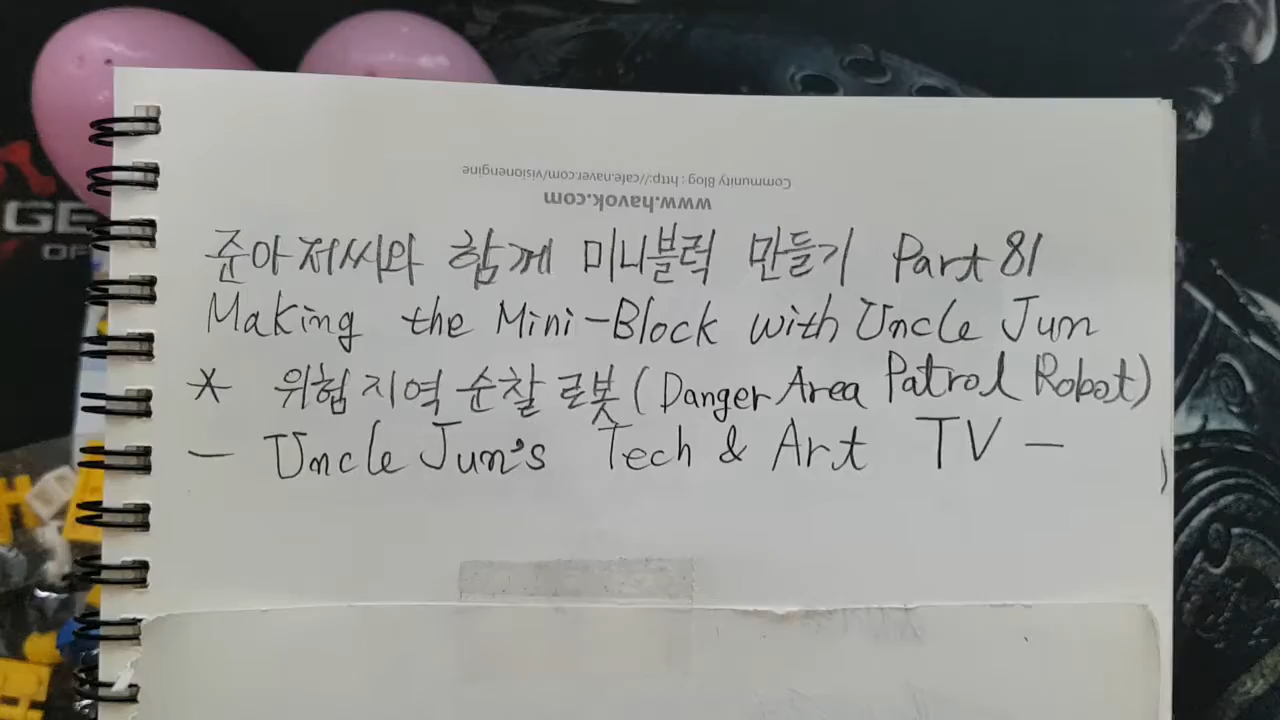 Community Blog : http://cafe.naver.com/visionengine
www.havok.com
준아저씨와 함께 미니블럭 만들기 Part 81
Making the Mini-Block with Uncle Jun
* 위험지역 순찰 로봇 (Danger Area Patrol Robot)
- Uncle Jun's Tech & Art TV -
GE
OF